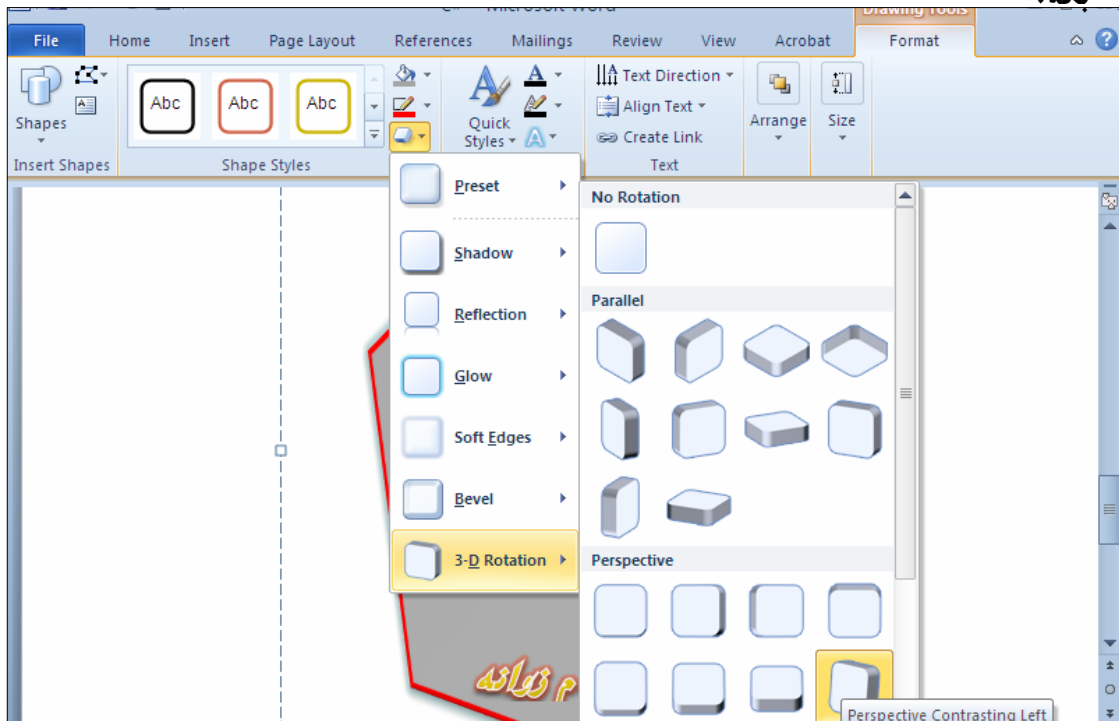 Microsoft Word
Drawing Tools
File Home Insert Page Layout References Mailings Review View Acrobat Format
Shapes
Abc Abc Abc
Quick Styles
Text Direction
Align Text
Create Link
Arrange
Size
Insert Shapes
Shape Styles
Text
Preset
Shadow
Reflection
Glow
Soft Edges
Bevel
3-D Rotation
No Rotation
Parallel
Perspective
Perspective Contrasting Left